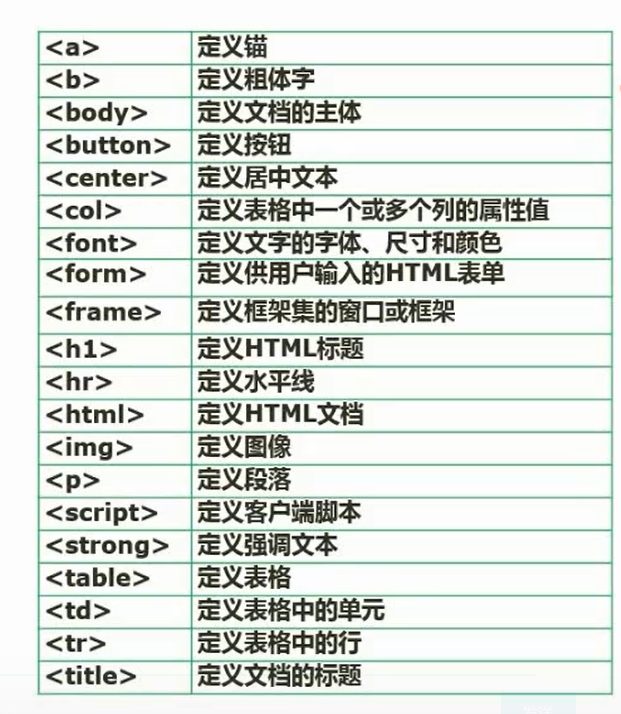 <a> 定义锚
<b> 定义粗体字
<body> 定义文档的主体
<button> 定义按钮
<center> 定义居中文本
<col> 定义表格中一个或多个列的属性值
<font> 定义文字的字体、尺寸和颜色
<form> 定义供用户输入的HTML表单
<frame> 定义框架集的窗口或框架
<h1> 定义HTML标题
<hr> 定义水平线
<html> 定义HTML文档
<img> 定义图像
<p> 定义段落
<script> 定义客户端脚本
<strong> 定义强调文本
<table> 定义表格
<td> 定义表格中的单元
<tr> 定义表格中的行
<title> 定义文档的标题